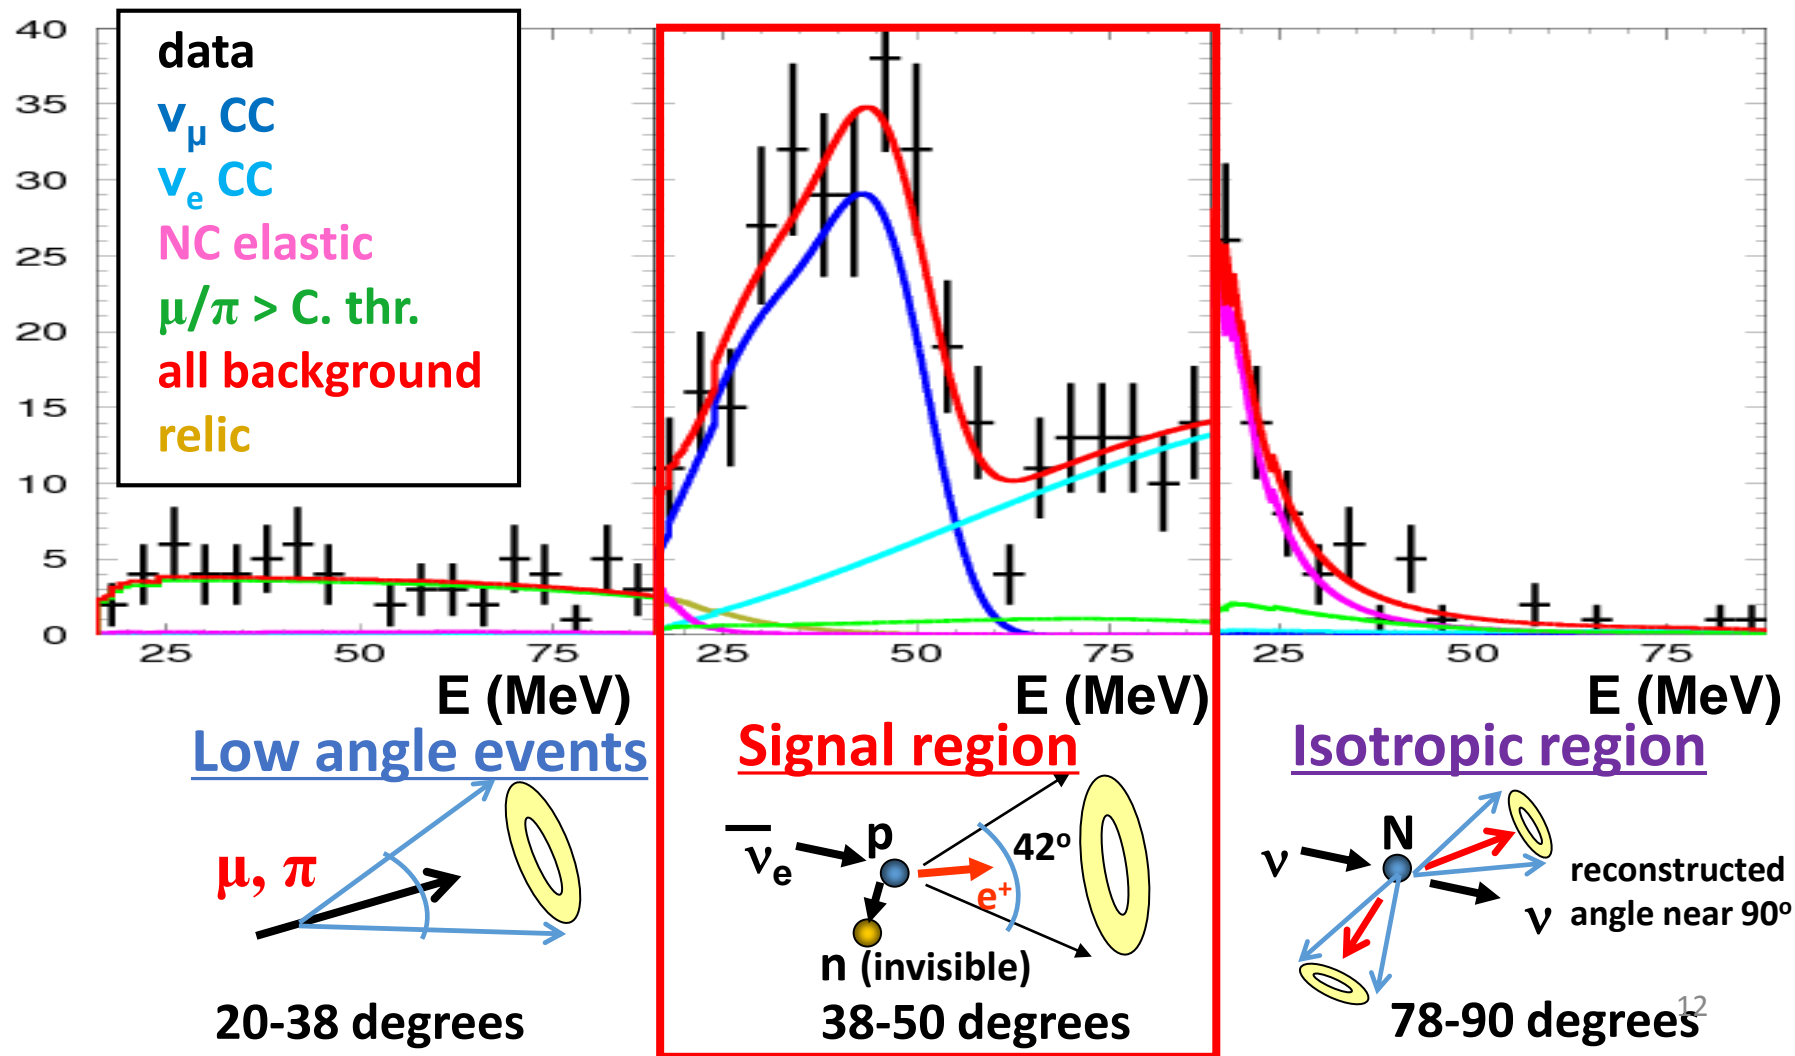 40
35
30
25
20
15
10
5
0
data
νμ CC
νe CC
NC elastic
μ/π > C. thr.
all background
relic
25 50 75 25 50 75 25 50 75
E (MeV) E (MeV) E (MeV)
Low angle events
μ, π
20-38 degrees
Signal region
ν̅e
p
42º
e+
n (invisible)
38-50 degrees
Isotropic region
N
ν
ν
reconstructed
angle near 90º
78-90 degrees
12